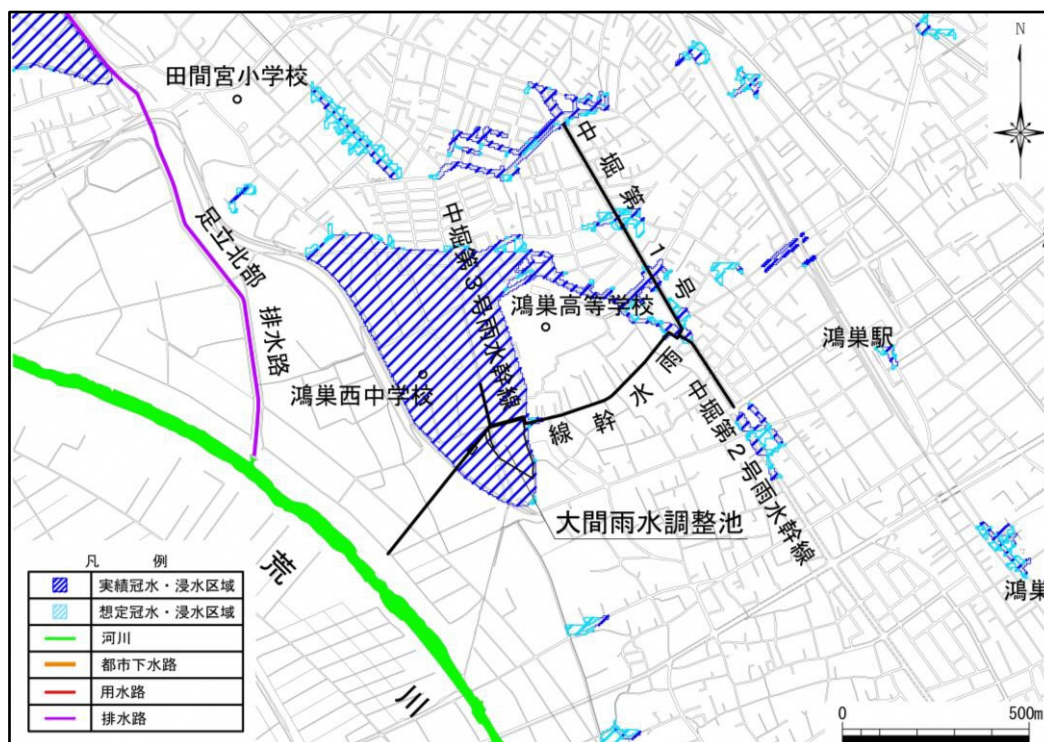 田間宮小学校
N
中堀第1号雨水幹線
足立北部 排水路
中堀第3号雨水幹線
鴻巣高等学校
鴻巣駅
鴻巣西中学校
中堀第2号雨水幹線
大間雨水調整池
鴻巣
荒川
凡 例
実績冠水・浸水区域
想定冠水・浸水区域
河川
都市下水路
用水路
排水路
0 500m